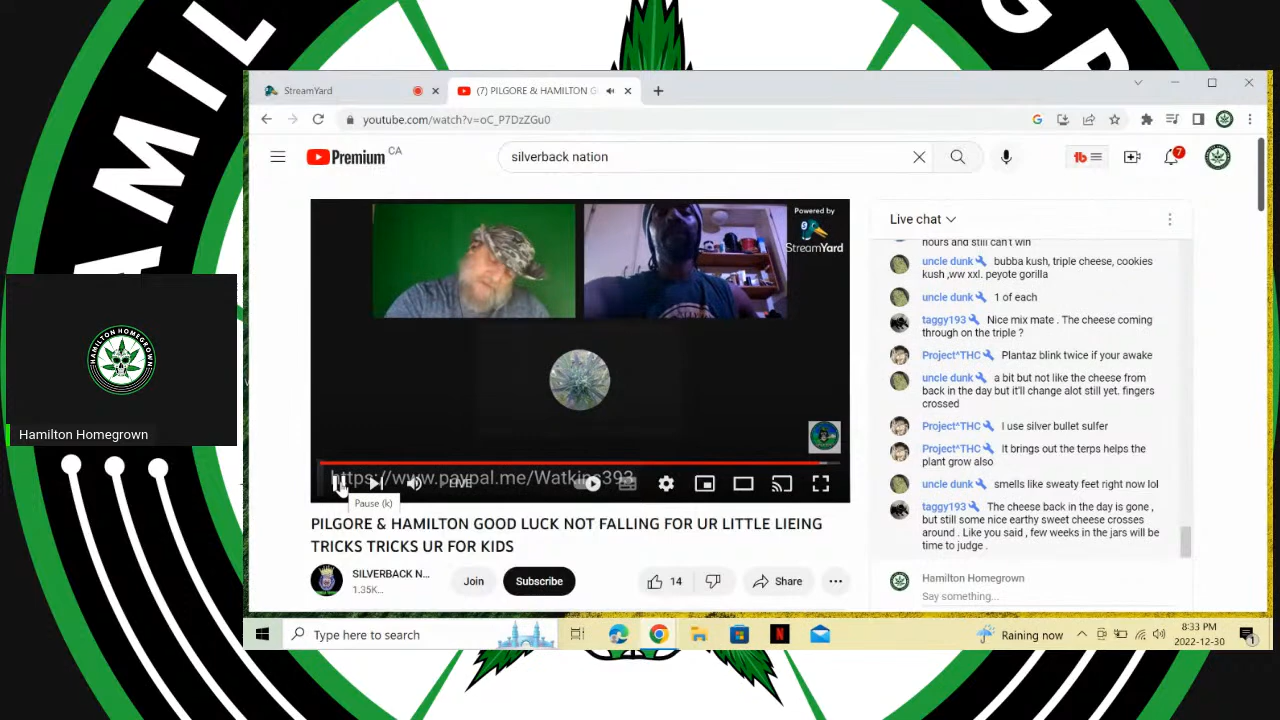 AMIL
GR
StreamYard
(7) PILGORE & HAMILTON G
youtube.com/watch?v=oC_P7DzZGu0
Premium CA
silverback nation
7
Powered by
StreamYard
https://www.paypal.me/Watkins393
LIVE
Pause (k)
PILGORE & HAMILTON GOOD LUCK NOT FALLING FOR UR LITTLE LIEING
TRICKS TRICKS UR FOR KIDS
SILVERBACK N...
1.35K...
Join
Subscribe
14
Share
Live chat
hours and still can't win
uncle dunk bubba kush, triple cheese, cookies
kush ,ww xxl. peyote gorilla
uncle dunk 1 of each
taggy193 Nice mix mate . The cheese coming
through on the triple ?
Project^THC Plantaz blink twice if your awake
uncle dunk a bit but not like the cheese from
back in the day but it'll change alot still yet. fingers
crossed
Project^THC I use silver bullet sulfer
Project^THC It brings out the terps helps the
plant grow also
uncle dunk smells like sweaty feet right now lol
taggy193 The cheese back in the day is gone ,
but still some nice earthy sweet cheese crosses
around . Like you said , few weeks in the jars will be
time to judge .
Hamilton Homegrown
Say something...
HAMILTON HOMEGROWN
Hamilton Homegrown
Type here to search
Raining now
8:33 PM
2022-12-30